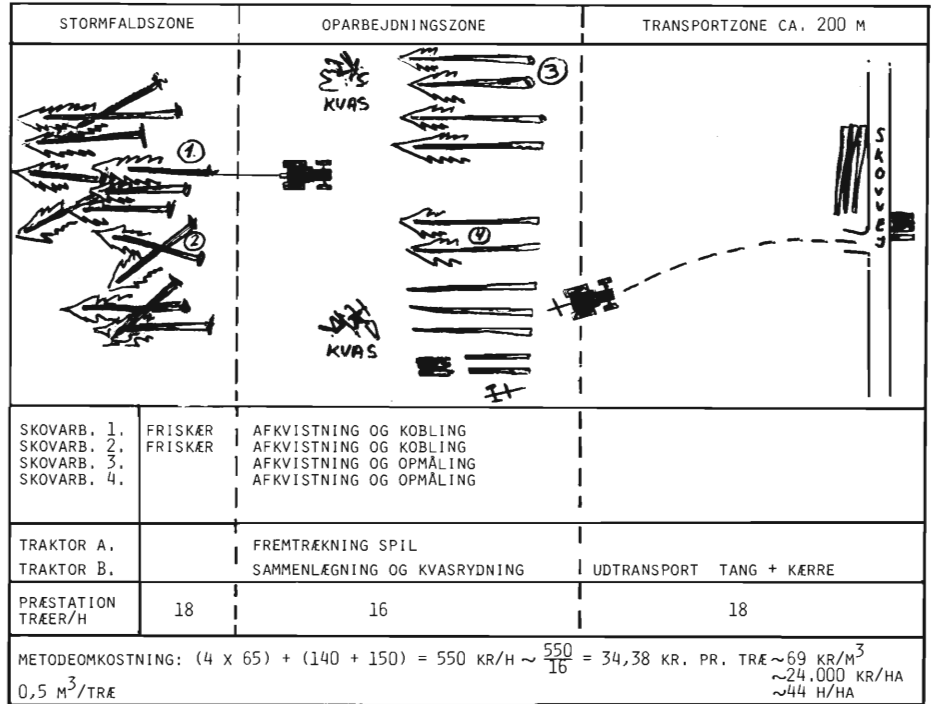 STORMFALDSZONE OPARBEJDNINGSZONE TRANSPORTZONE CA. 200 M
KVAS
3
1.
SKOVVEJ
2
4
KVAS
SKOVARB. 1. FRISKÆR AFKVISTNING OG KOBLING
SKOVARB. 2. FRISKÆR AFKVISTNING OG KOBLING
SKOVARB. 3. AFKVISTNING OG OPMÅLING
SKOVARB. 4. AFKVISTNING OG OPMÅLING
TRAKTOR A. FREMTRÆKNING SPIL
TRAKTOR B. SAMMENLÆGNING OG KVASRYDNING UDTRANSPORT TANG + KÆRRE
PRÆSTATION
TRÆER/H 18 16 18
METODEOMKOSTNING: (4 X 65) + (140 + 150) = 550 KR/H ~ 550/16 = 34,38 KR. PR. TRÆ ~ 69 KR/M³
~24.000 KR/HA
0,5 M³/TRÆ ~44 H/HA